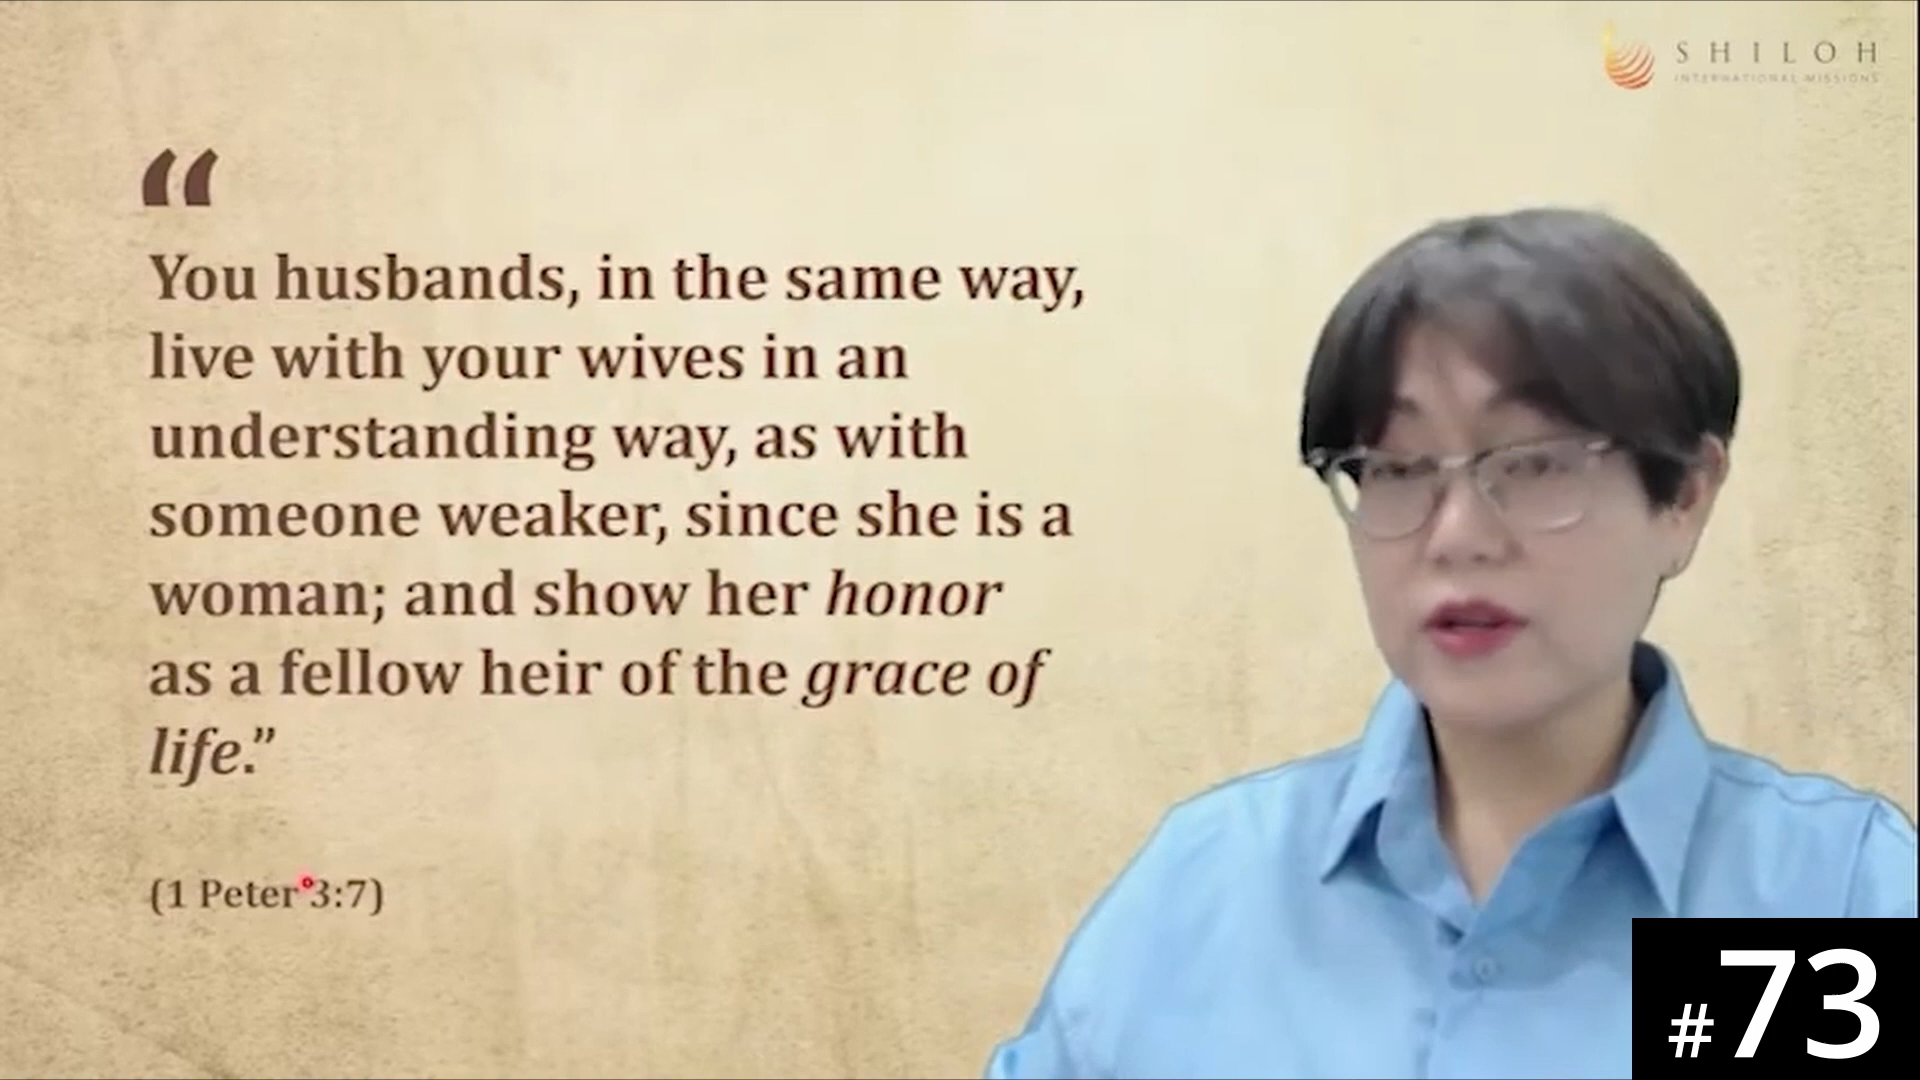 SHILOH
INTERNATIONAL MISSIONS
“
You husbands, in the same way,
live with your wives in an
understanding way, as with
someone weaker, since she is a
woman; and show her honor
as a fellow heir of the grace of
life.”
(1 Peter 3:7)
#73